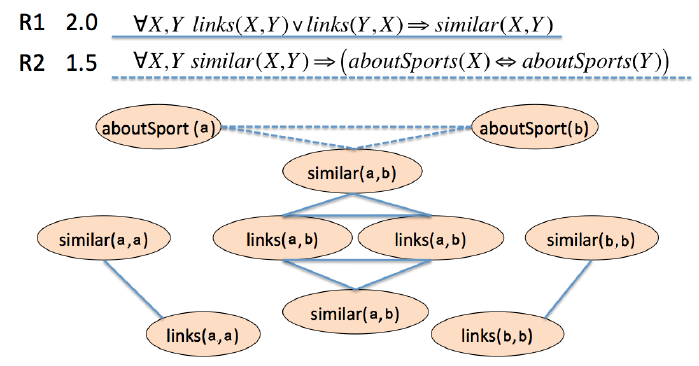 R1 2.0 ∀X,Y links(X,Y)∨links(Y,X)⇒similar(X,Y)
R2 1.5 ∀X,Y similar(X,Y)⇒(aboutSports(X)⇔aboutSports(Y))
aboutSport (a) aboutSport(b)
similar(a,b)
similar(a,a) links(a,b) links(a,b) similar(b,b)
similar(a,b)
links(a,a) links(b,b)